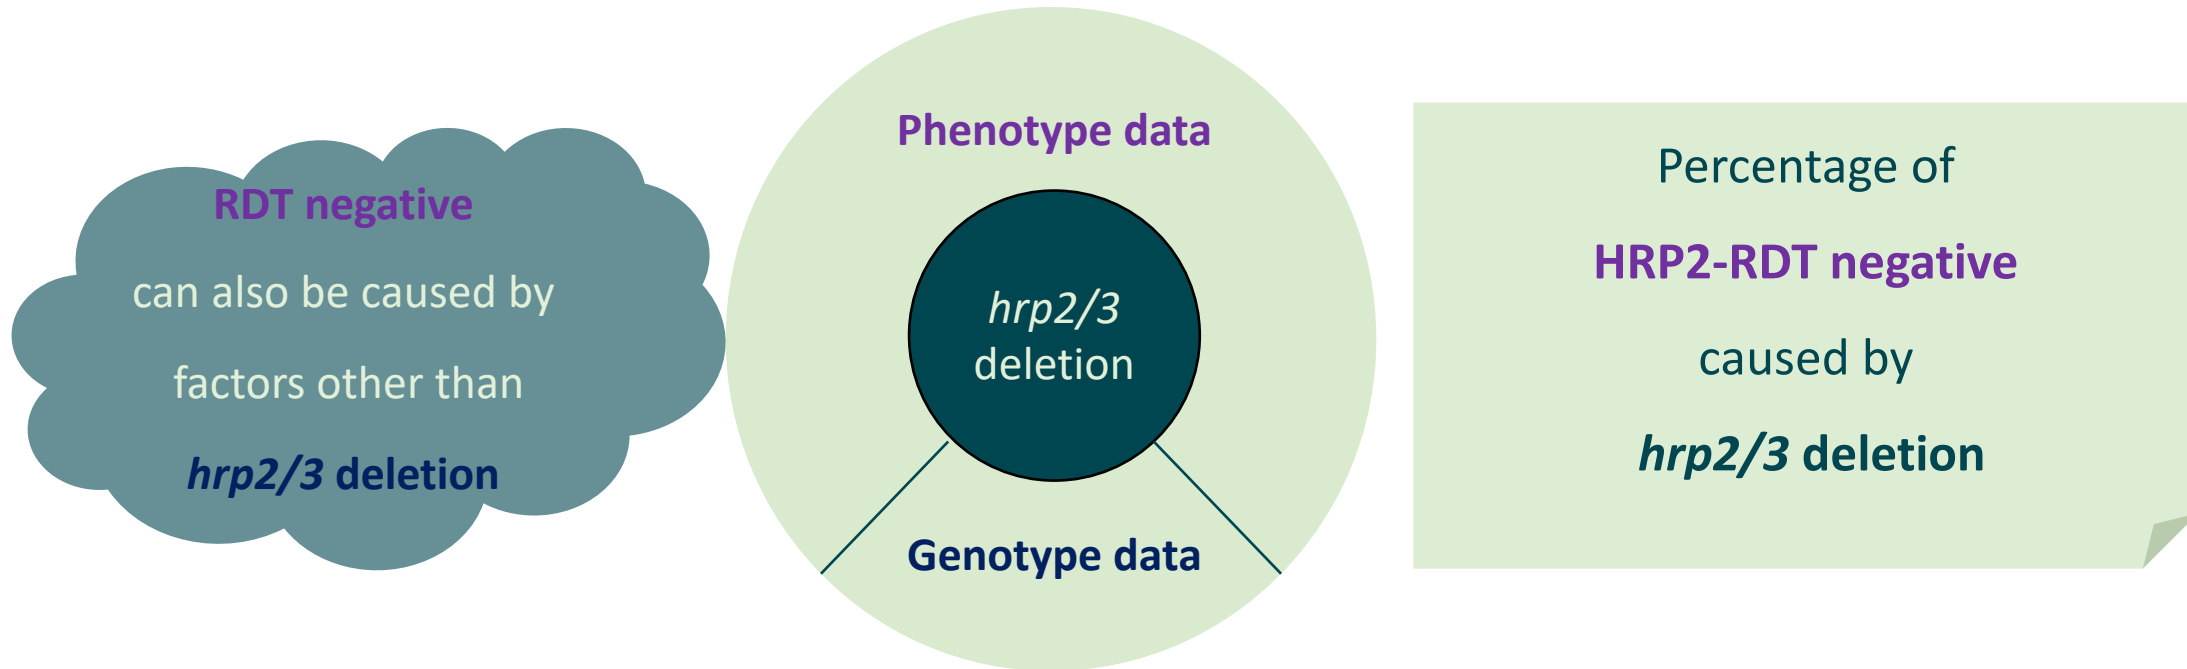 RDT negative
can also be caused by
factors other than
hrp2/3 deletion
Phenotype data
hrp2/3
deletion
Genotype data
Percentage of
HRP2-RDT negative
caused by
hrp2/3 deletion